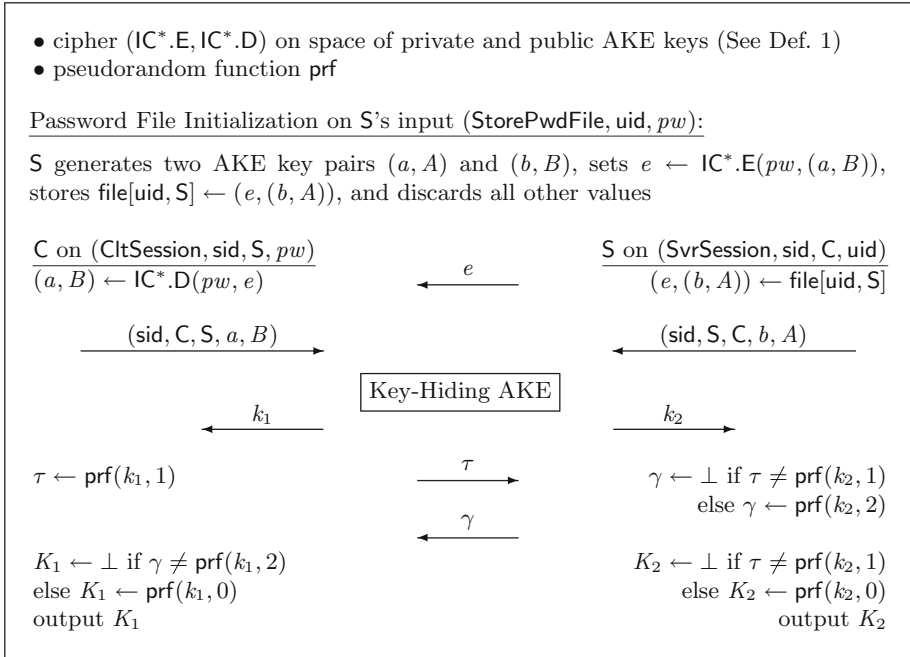 • cipher (IC*.E, IC*.D) on space of private and public AKE keys (See Def. 1)
• pseudorandom function prf
Password File Initialization on S's input (StorePwdFile, uid, pw):
S generates two AKE key pairs (a, A) and (b, B), sets e ← IC*.E(pw, (a, B)),
stores file[uid, S] ← (e, (b, A)), and discards all other values
C on (CltSession, sid, S, pw)
S on (SvrSession, sid, C, uid)
(a, B) ← IC*.D(pw, e)
e
(e, (b, A)) ← file[uid, S]
(sid, C, S, a, B)
(sid, S, C, b, A)
Key-Hiding AKE
k₁
k₂
τ ← prf(k₁, 1)
τ
γ ← ⊥ if τ ≠ prf(k₂, 1)
else γ ← prf(k₂, 2)
γ
K₁ ← ⊥ if γ ≠ prf(k₁, 2)
K₂ ← ⊥ if τ ≠ prf(k₂, 1)
else K₁ ← prf(k₁, 0)
else K₂ ← prf(k₂, 0)
output K₁
output K₂